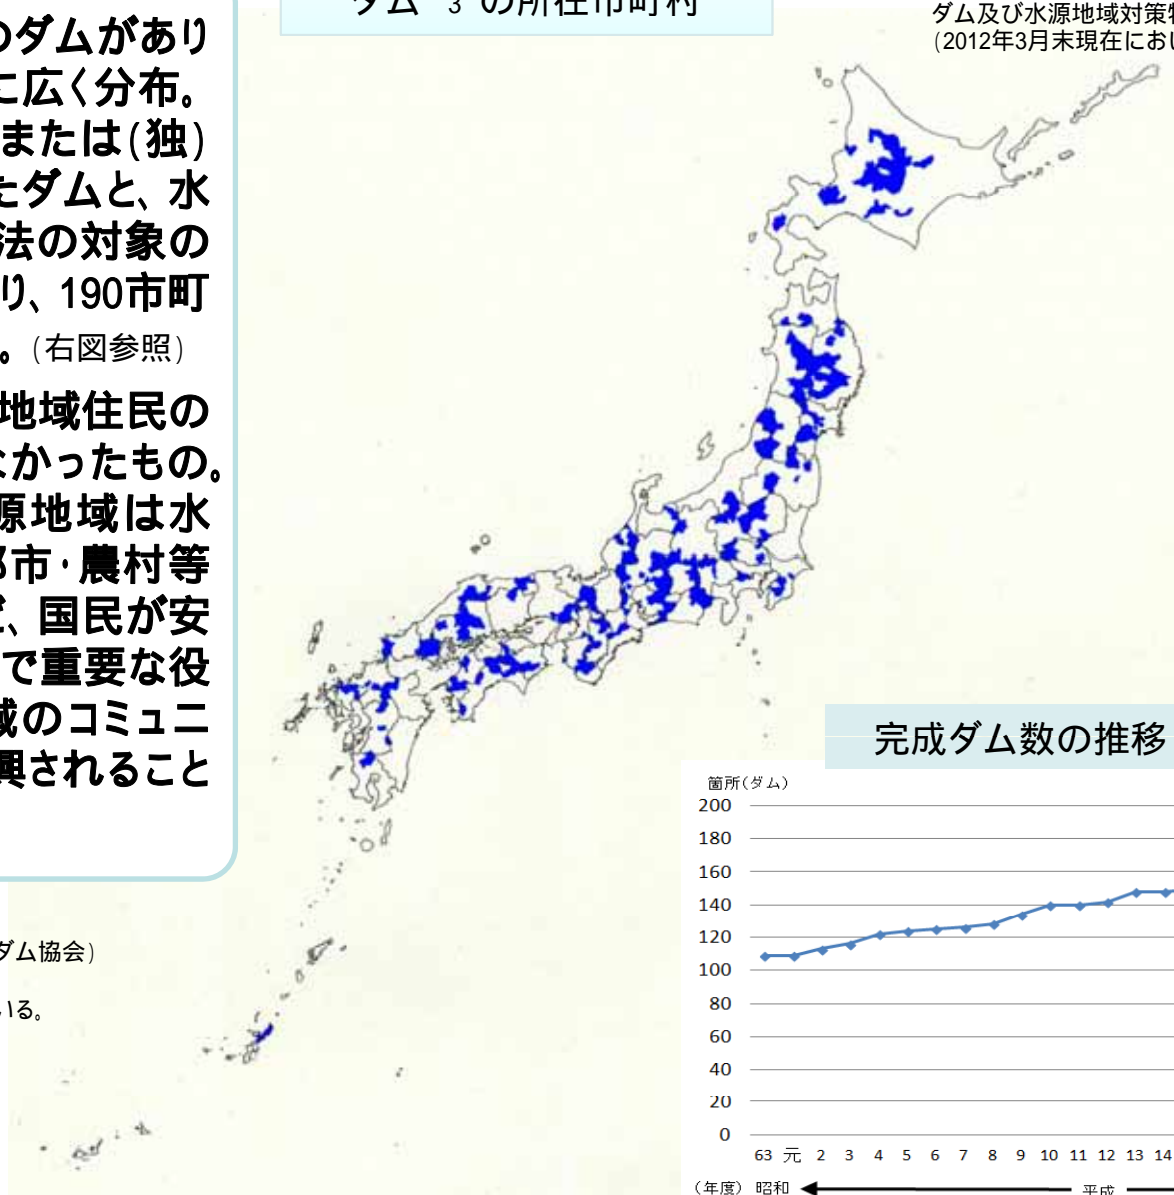 のダムがあり
に広く分布。
または(独)
たダムと、水
法の対象の
り、190市町
。(右図参照)
地域住民の
なかったもの。
原地域は水
都市・農村等
ど、国民が安
で重要な役
域のコミュニ
興されること
ダム協会)
いる。
ダム 3 の所在市町村
ダム及び水源地域対策特
(2012年3月末現在におい
完成ダム数の推移
箇所(ダム)
200
180
160
140
120
100
80
60
40
20
0
63 元 2 3 4 5 6 7 8 9 10 11 12 13 14
(年度) 昭和 平成